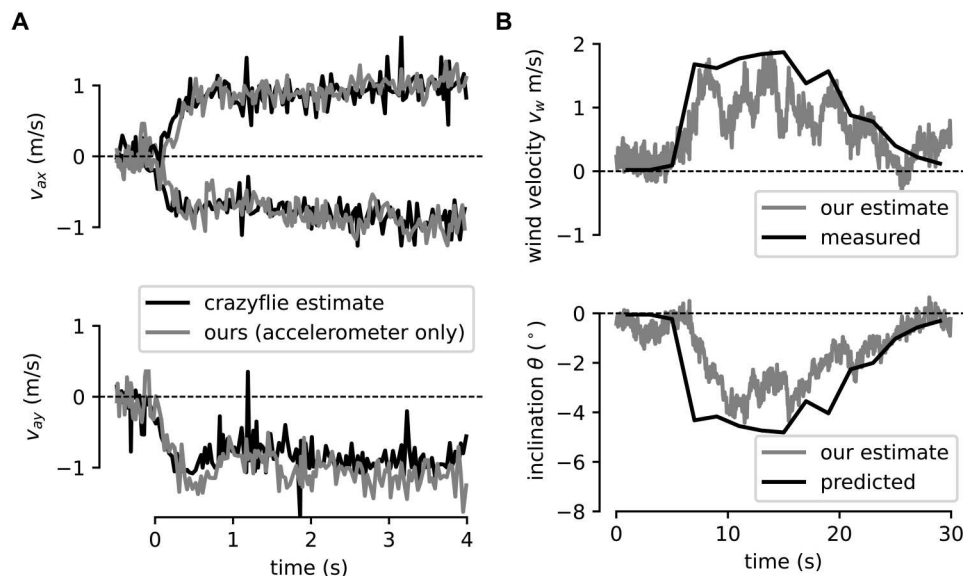 A
v_ax (m/s)
1
0
−1
crazyflie estimate
ours (accelerometer only)
v_ay (m/s)
0
−1
0
1
2
3
4
time (s)
B
wind velocity v_w m/s
2
1
0
−1
our estimate
measured
inclination θ (°)
0
−2
−4
−6
−8
our estimate
predicted
0
10
20
30
time (s)